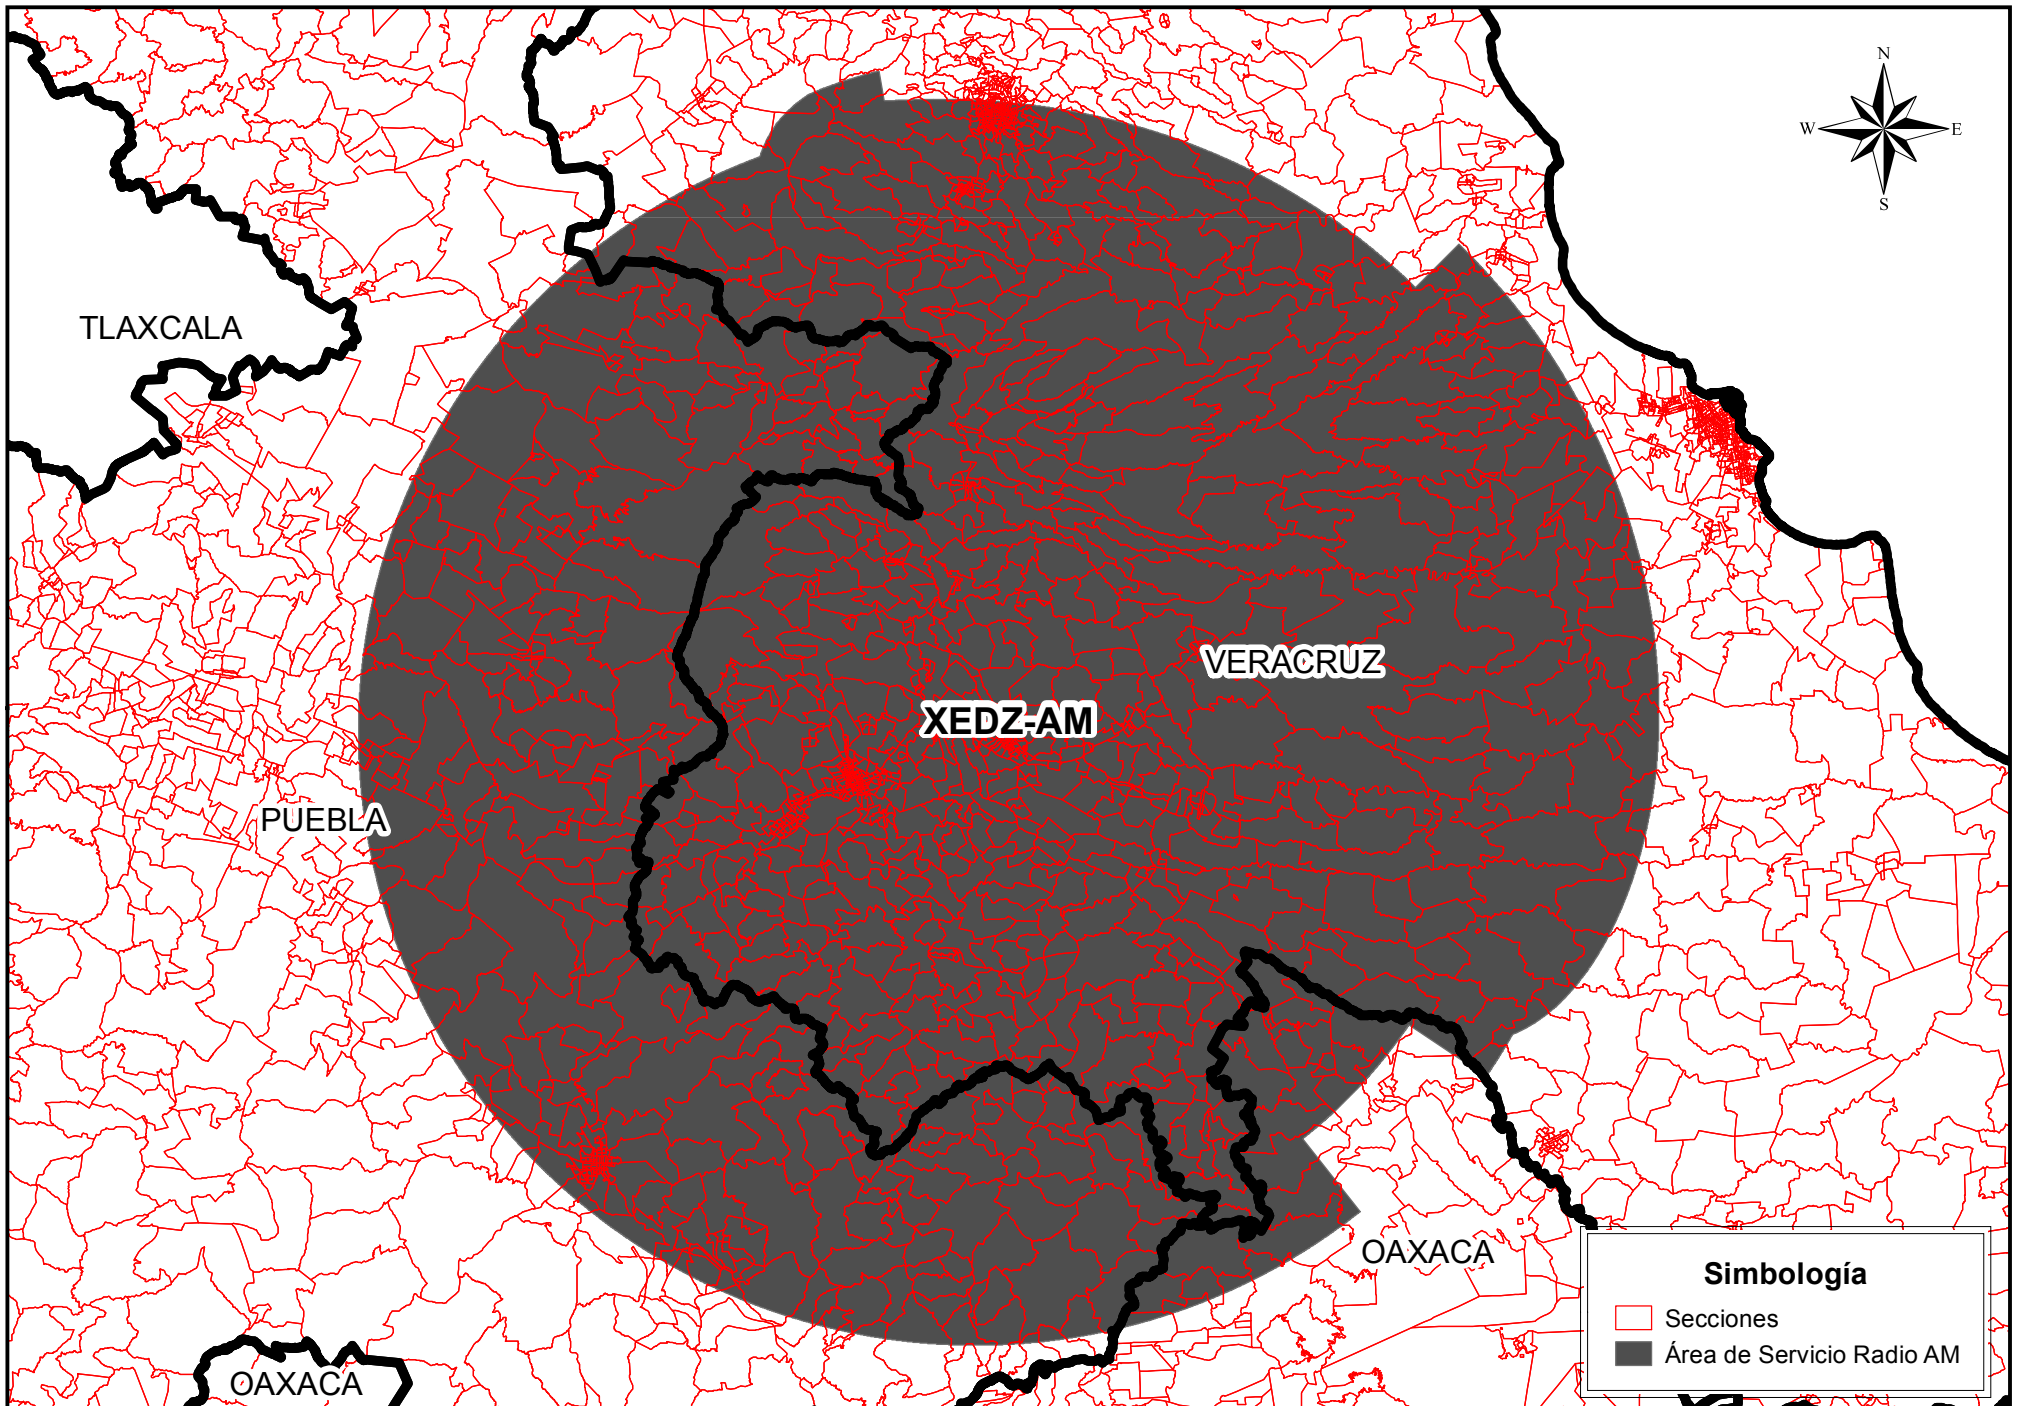 N
W E
S
TLAXCALA
VERACRUZ
XEDZ-AM
PUEBLA
OAXACA
OAXACA
Simbología
Secciones
Área de Servicio Radio AM